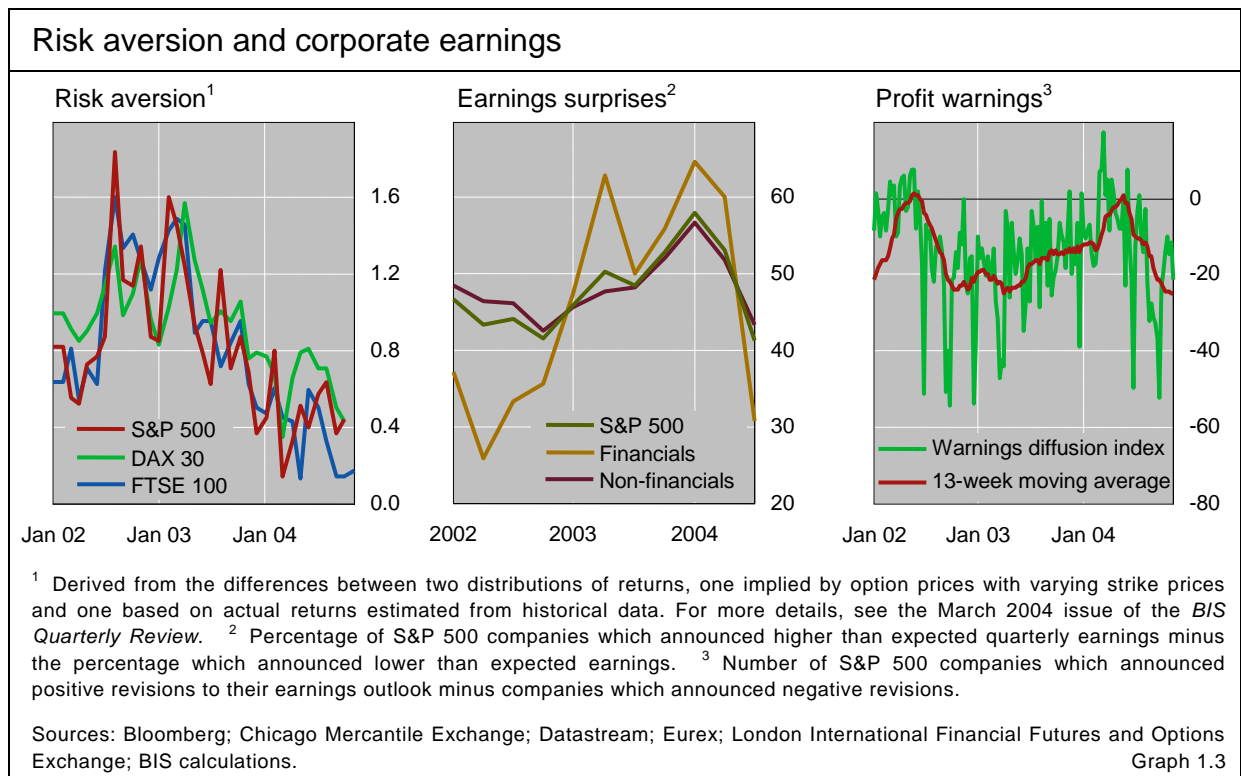 Risk aversion and corporate earnings
Risk aversion1
Earnings surprises2
Profit warnings3
1.6
1.2
0.8
0.4
0.0
S&P 500
DAX 30
FTSE 100
Jan 02 Jan 03 Jan 04
60
50
40
30
20
S&P 500
Financials
Non-financials
2002 2003 2004
0
-20
-40
-60
-80
Warnings diffusion index
13-week moving average
Jan 02 Jan 03 Jan 04
1 Derived from the differences between two distributions of returns, one implied by option prices with varying strike prices
and one based on actual returns estimated from historical data. For more details, see the March 2004 issue of the BIS
Quarterly Review. 2 Percentage of S&P 500 companies which announced higher than expected quarterly earnings minus
the percentage which announced lower than expected earnings. 3 Number of S&P 500 companies which announced
positive revisions to their earnings outlook minus companies which announced negative revisions.
Sources: Bloomberg; Chicago Mercantile Exchange; Datastream; Eurex; London International Financial Futures and Options
Exchange; BIS calculations. Graph 1.3